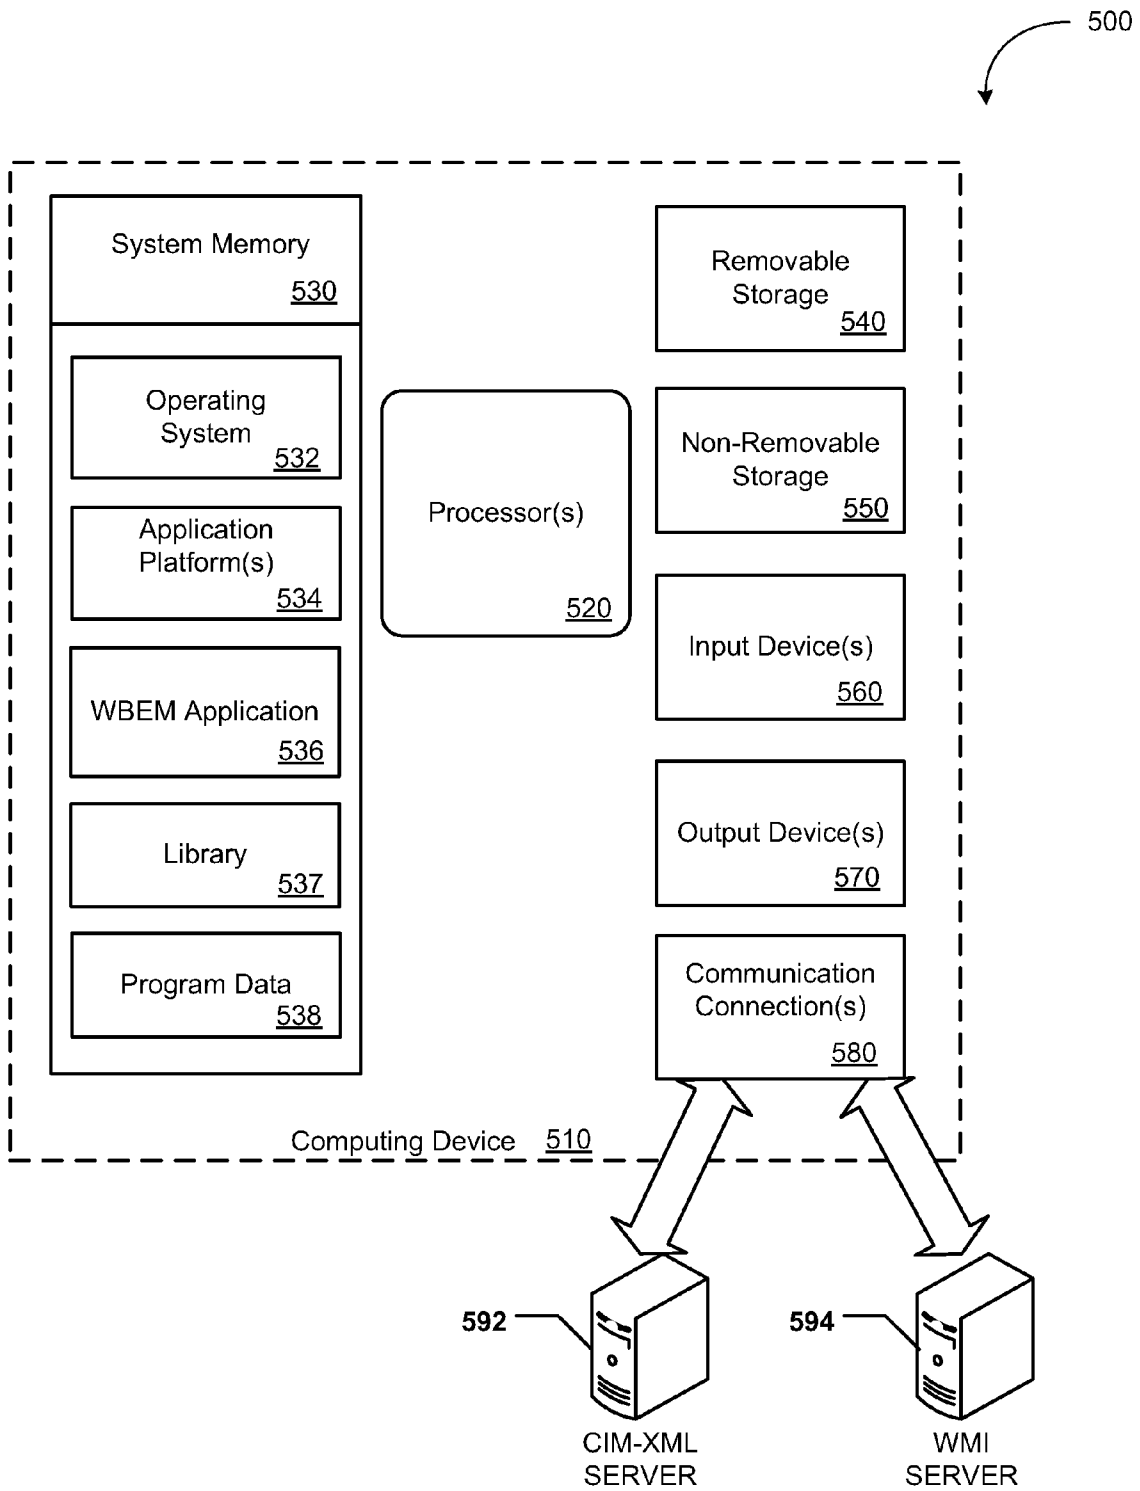 500
System Memory
530
Operating
System
532
Application
Platform(s)
534
WBEM Application
536
Library
537
Program Data
538
Processor(s)
520
Removable
Storage
540
Non-Removable
Storage
550
Input Device(s)
560
Output Device(s)
570
Communication
Connection(s)
580
Computing Device 510
592
CIM-XML
SERVER
594
WMI
SERVER